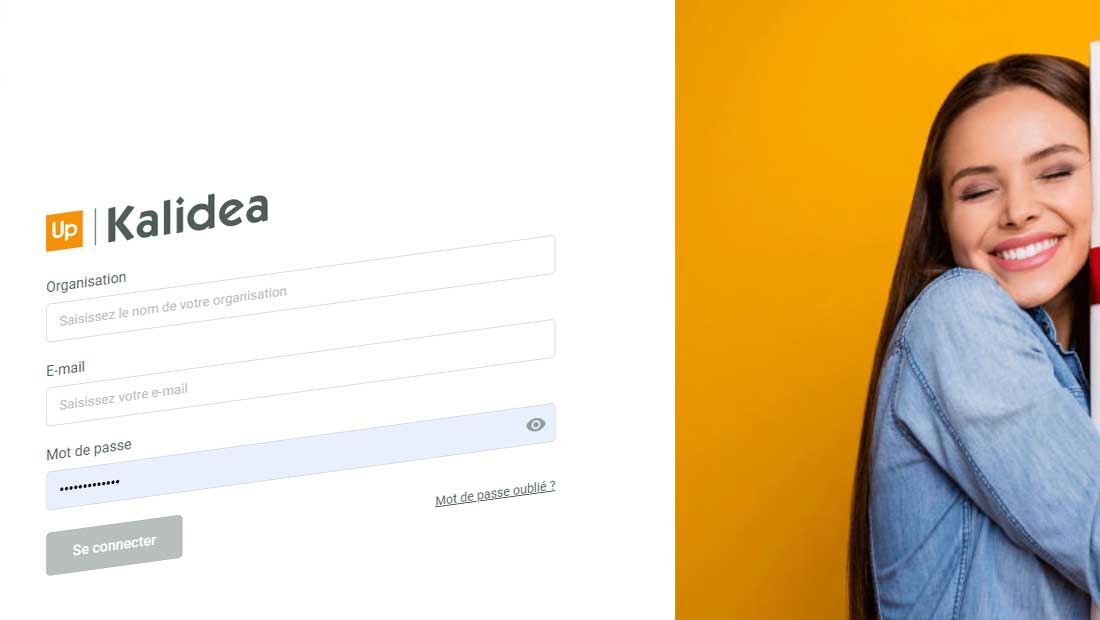 Up Kalidea
Organisation
Saisissez le nom de votre organisation
E-mail
Saisissez votre e-mail
Mot de passe
•••••••••••••
Mot de passe oublié ?
Se connecter